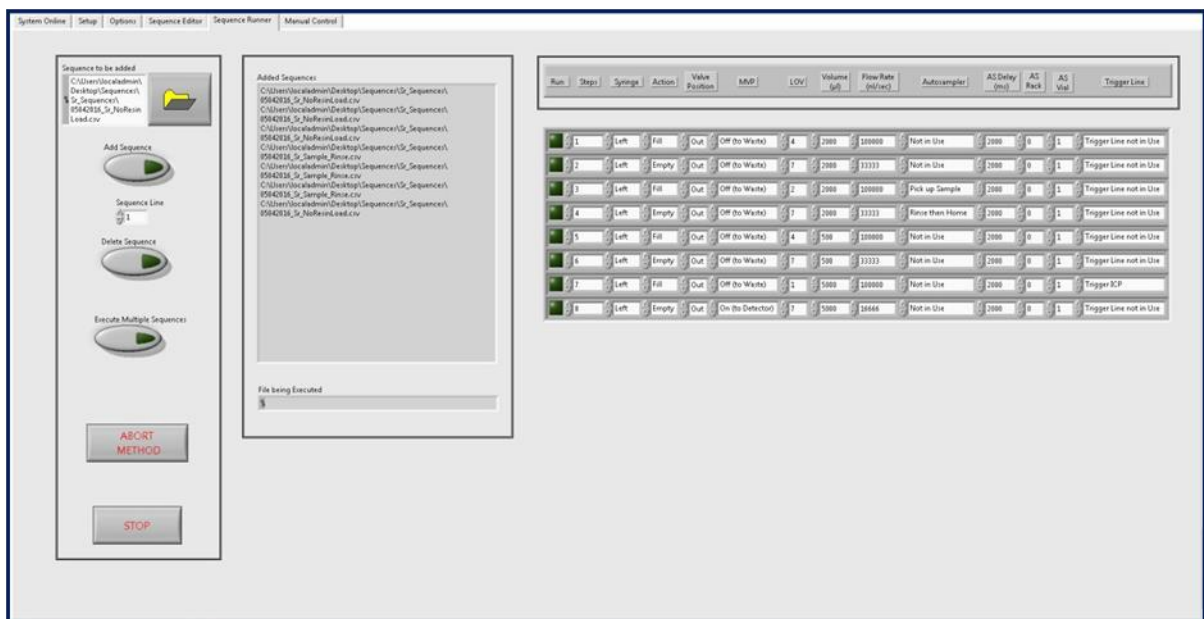 System Online Setup Options Sequence Editor Sequence Runner Manual Control
Sequence to be added
C:\Users\localadmin\
Desktop\Sequences\
Sr_Sequences\
05042016_Sr_NoResin
Load.csv
Add Sequence
Sequence Line
1
Delete Sequence
Execute Multiple Sequences
ABORT
METHOD
STOP
Added Sequences
C:\Users\localadmin\Desktop\Sequences\Sr_Sequences\
05042016_Sr_NoResinLoad.csv
C:\Users\localadmin\Desktop\Sequences\Sr_Sequences\
05042016_Sr_NoResinLoad.csv
C:\Users\localadmin\Desktop\Sequences\Sr_Sequences\
05042016_Sr_NoResinLoad.csv
C:\Users\localadmin\Desktop\Sequences\Sr_Sequences\
05042016_Sr_Sample_Rinse.csv
C:\Users\localadmin\Desktop\Sequences\Sr_Sequences\
05042016_Sr_Sample_Rinse.csv
C:\Users\localadmin\Desktop\Sequences\Sr_Sequences\
05042016_Sr_NoResinLoad.csv
File being Executed
Run Steps Syringe Action Valve Position MVP LOV Volume (µl) Flow Rate (nl/sec) Autosampler AS Delay (ms) AS Rack AS Vial Trigger Line
1 Left Fill Out Off (to Waste) 4 2000 100000 Not in Use 2000 0 1 Trigger Line not in Use
2 Left Empty Out Off (to Waste) 7 2000 33333 Not in Use 2000 0 1 Trigger Line not in Use
3 Left Fill Out Off (to Waste) 2 2000 100000 Pick up Sample 2000 0 1 Trigger Line not in Use
4 Left Empty Out Off (to Waste) 7 2000 33333 Rinse then Home 2000 0 1 Trigger Line not in Use
5 Left Fill Out Off (to Waste) 4 500 100000 Not in Use 2000 0 1 Trigger Line not in Use
6 Left Empty Out Off (to Waste) 7 500 33333 Not in Use 2000 0 1 Trigger Line not in Use
7 Left Fill Out Off (to Waste) 1 5000 100000 Not in Use 2000 0 1 Trigger ICP
8 Left Empty Out On (to Detector) 7 5000 16666 Not in Use 2000 0 1 Trigger Line not in Use